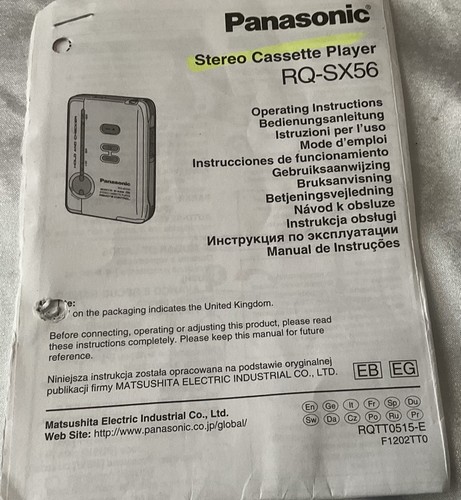 Panasonic®
Stereo Cassette Player
RQ-SX56
Operating Instructions
Bedienungsanleitung
Istruzioni per l'uso
Mode d'emploi
Instrucciones de funcionamiento
Gebruiksaanwijzing
Bruksanvisning
Betjeningsvejledning
Návod k obsluze
Instrukcja obsługi
Инструкция по эксплуатации
Manual de Instruções
Panasonic
on the packaging indicates the United Kingdom.
Before connecting, operating or adjusting this product, please read
these instructions completely. Please keep this manual for future
reference.
Niniejsza instrukcja została opracowana na podstawie oryginalnej
publikacji firmy MATSUSHITA ELECTRIC INDUSTRIAL CO., LTD.
EB EG
Matsushita Electric Industrial Co., Ltd.
Web Site: http://www.panasonic.co.jp/global/
En Ge It Fr Sp Du
Sw Da Cz Po Ru Pr
RQTT0515-E
F1202TT0